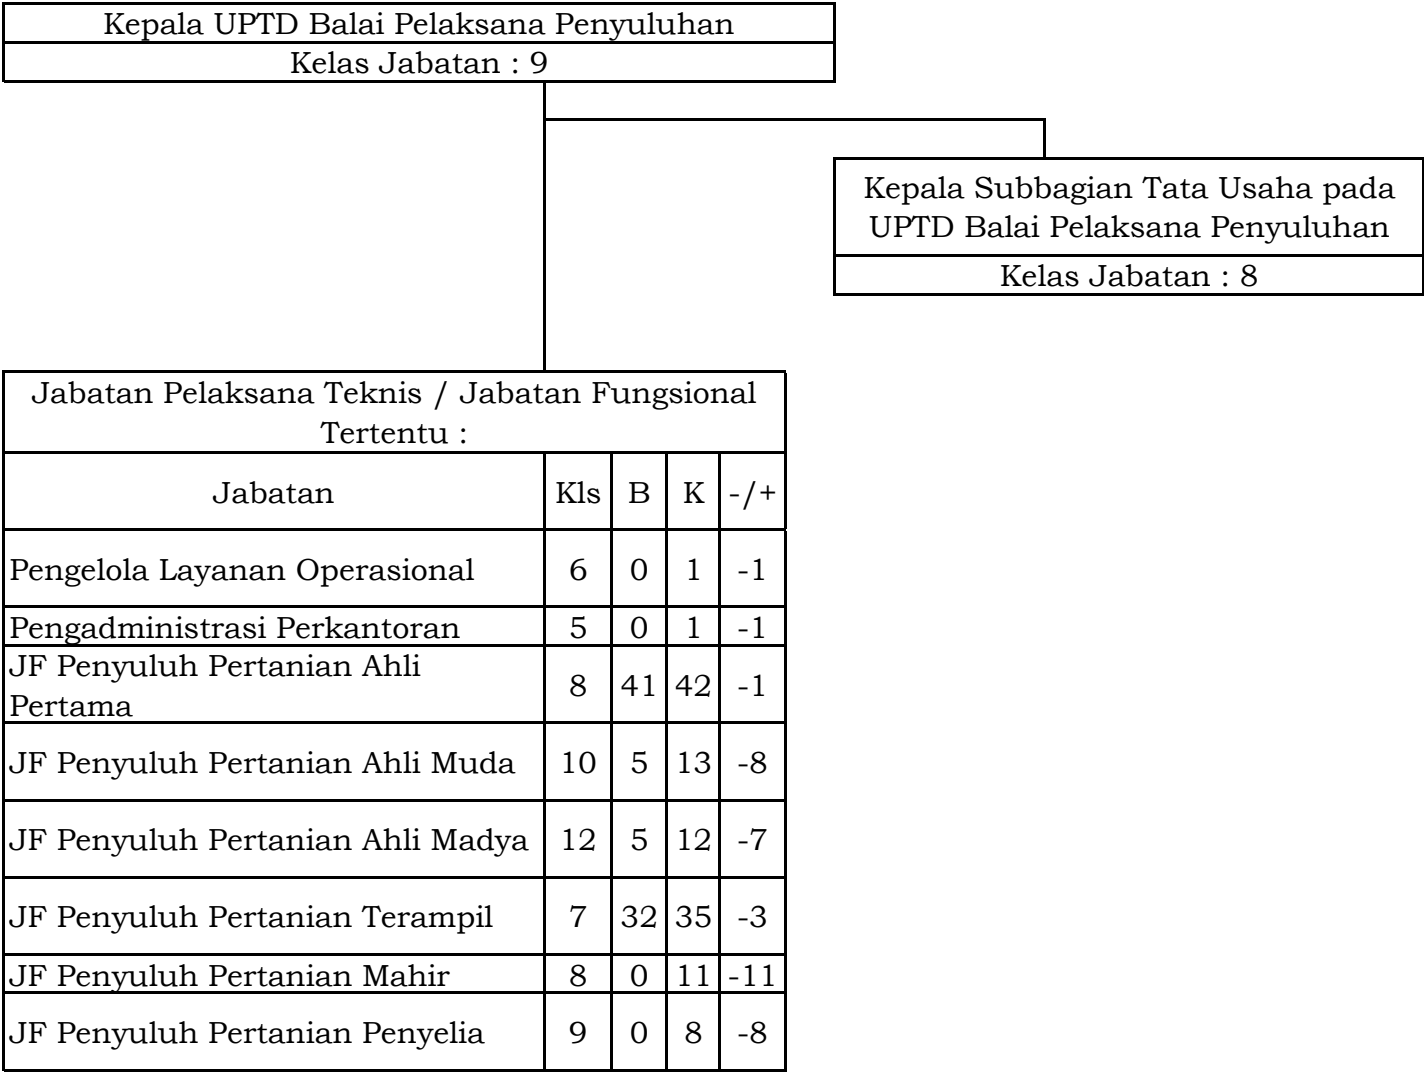 Kepala UPTD Balai Pelaksana Penyuluhan
Kelas Jabatan : 9
Kepala Subbagian Tata Usaha pada
UPTD Balai Pelaksana Penyuluhan
Kelas Jabatan : 8
Jabatan Pelaksana Teknis / Jabatan Fungsional
Tertentu :
Jabatan Kls B K -/+
Pengelola Layanan Operasional 6 0 1 -1
Pengadministrasi Perkantoran 5 0 1 -1
JF Penyuluh Pertanian Ahli
Pertama 8 41 42 -1
JF Penyuluh Pertanian Ahli Muda 10 5 13 -8
JF Penyuluh Pertanian Ahli Madya 12 5 12 -7
JF Penyuluh Pertanian Terampil 7 32 35 -3
JF Penyuluh Pertanian Mahir 8 0 11 -11
JF Penyuluh Pertanian Penyelia 9 0 8 -8